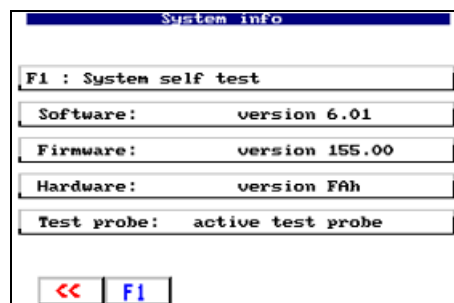 System info
F1 : System self test
Software: version 6.01
Firmware: version 155.00
Hardware: version FAh
Test probe: active test probe
<< F1